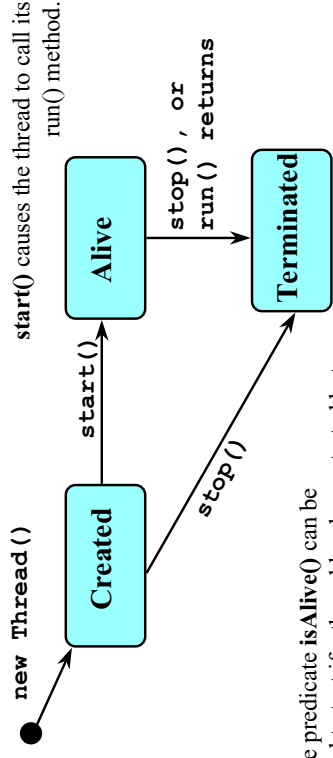 start() causes the thread to call its
run() method.
new Thread()
Created
start()
Alive
stop(), or
run() returns
stop()
Terminated
predicate isAlive() can be